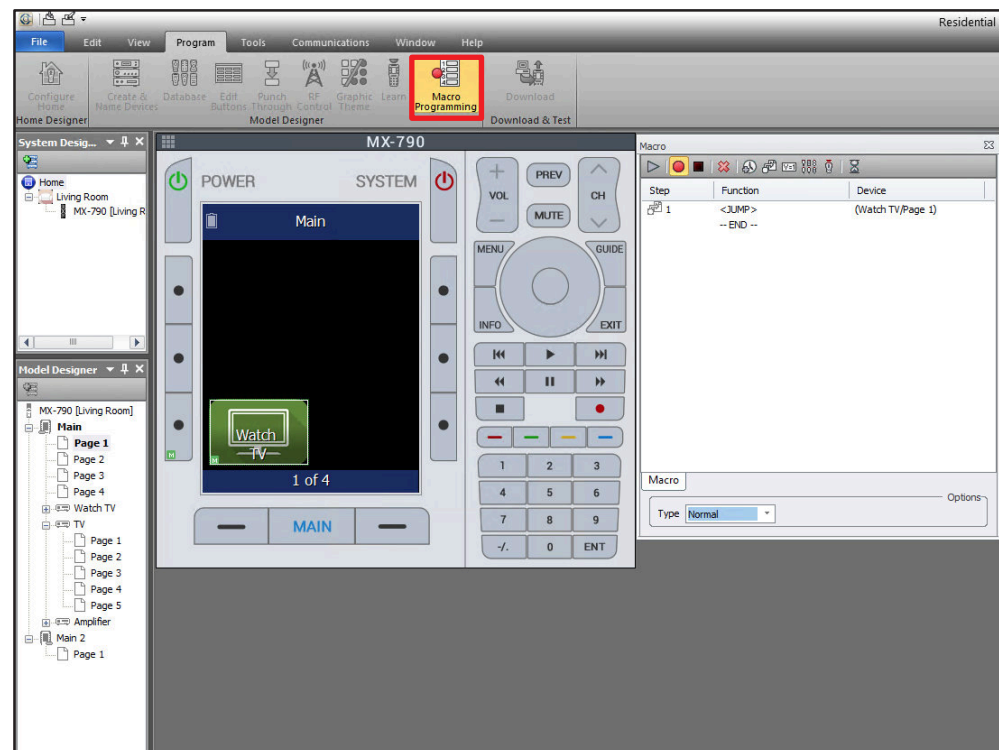 Residential
File Edit View Program Tools Communications Window Help
Configure Home
Create & Name Devices
Database
Edit Buttons
Punch Through
RF Control
Graphic Theme
Learn
Macro Programming
Download
Home Designer
Model Designer
Download & Test
System Desig...
Home
Living Room
MX-790 [Living R
Model Designer
MX-790 [Living Room]
Main
Page 1
Page 2
Page 3
Page 4
Watch TV
TV
Page 1
Page 2
Page 3
Page 4
Page 5
Amplifier
Main 2
Page 1
MX-790
POWER SYSTEM
Main
Watch
TV
M
M
1 of 4
MAIN
+ PREV
VOL CH
— MUTE
MENU GUIDE
INFO EXIT
1 2 3
4 5 6
7 8 9
-/. 0 ENT
Macro
Step Function Device
1 <JUMP> (Watch TV/Page 1)
-- END --
Macro
Options
Type Normal